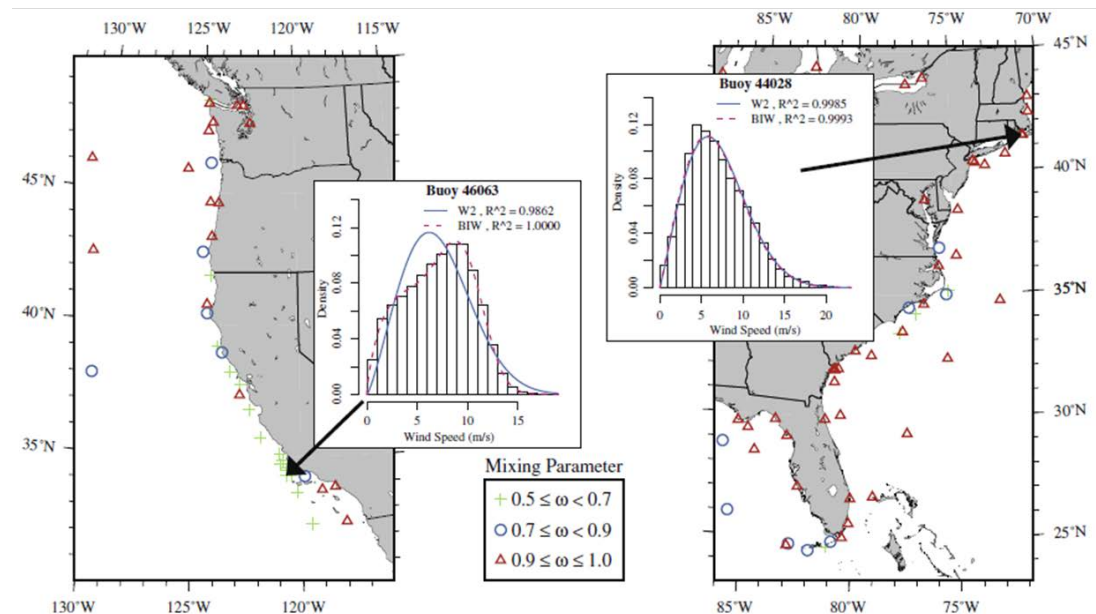 130°W 125°W 120°W 115°W
45°N
40°N
35°N
130°W 125°W 120°W
Buoy 46063
W2 , R^2 = 0.9862
BIW , R^2 = 1.0000
Density
0.00 0.04 0.08 0.12
0 5 10 15
Wind Speed (m/s)
Mixing Parameter
0.5 ≤ ω < 0.7
0.7 ≤ ω < 0.9
0.9 ≤ ω ≤ 1.0
85°W 80°W 75°W 70°W
45°N
40°N
35°N
30°N
25°N
85°W 80°W 75°W
Buoy 44028
W2 , R^2 = 0.9985
BIW, R^2 = 0.9993
Density
0.00 0.04 0.08 0.12
0 5 10 15 20
Wind Speed (m/s)